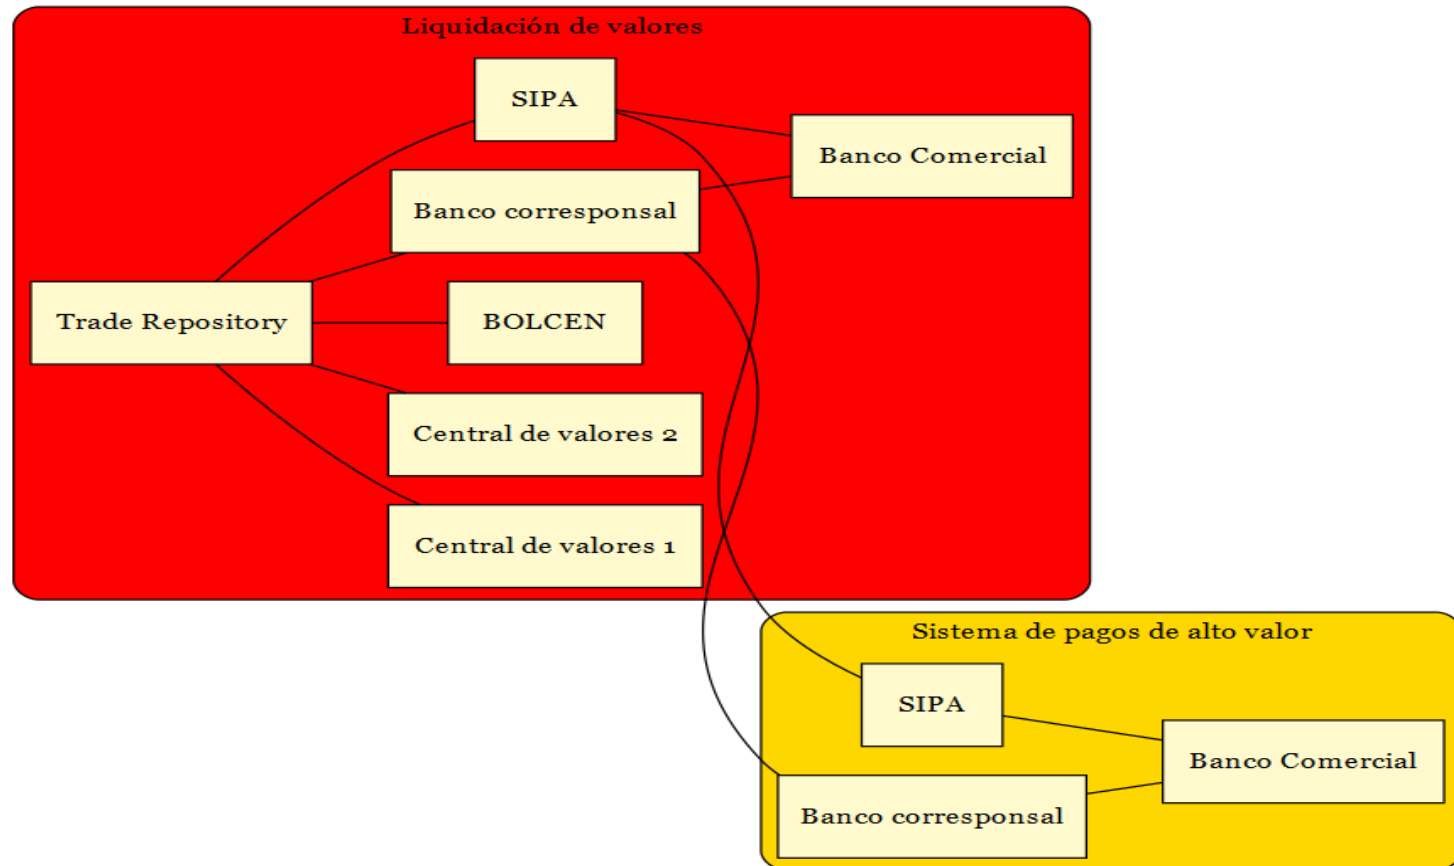 Liquidación de valores
SIPA
Banco Comercial
Banco corresponsal
Trade Repository
BOLCEN
Central de valores 2
Central de valores 1
Sistema de pagos de alto valor
SIPA
Banco Comercial
Banco corresponsal